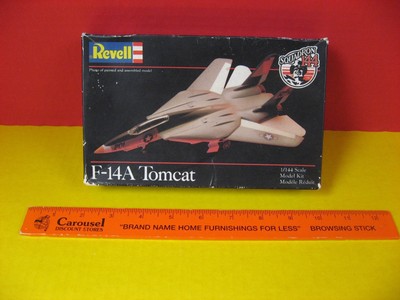 Revell
Photo of painted and assembled model
SQUADRON
144
F-14A Tomcat
1/144 Scale
Model Kit
Modèle Réduit
Carousel
DISCOUNT STORES
"BRAND NAME HOME FURNISHINGS FOR LESS"
BROWSING STICK